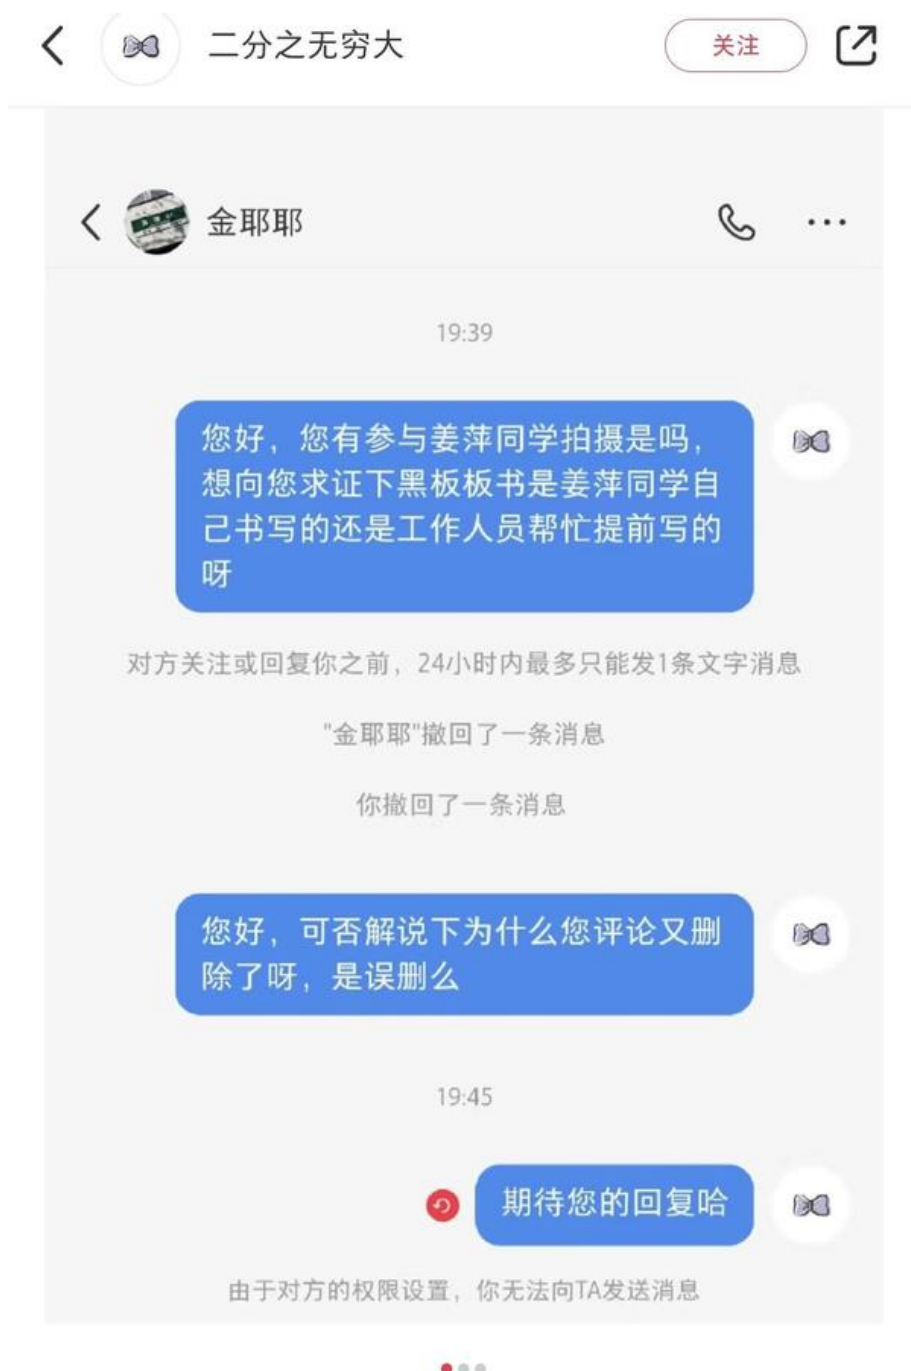 二分之无穷大
关注
金耶耶
19:39
您好，您有参与姜萍同学拍摄是吗，
想向您求证下黑板板书是姜萍同学自
己书写的还是工作人员帮忙提前写的
呀
对方关注或回复你之前，24小时内最多只能发1条文字消息
"金耶耶"撤回了一条消息
你撤回了一条消息
您好，可否解说下为什么您评论又删
除了呀，是误删么
19:45
期待您的回复哈
由于对方的权限设置，你无法向TA发送消息